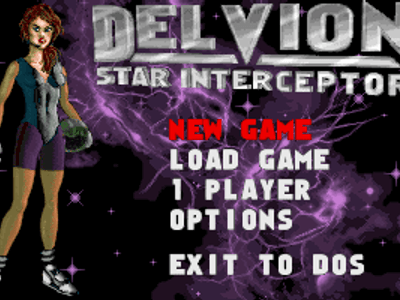 DELVION
STAR INTERCEPTOR
NEW GAME
LOAD GAME
1 PLAYER
OPTIONS
EXIT TO DOS